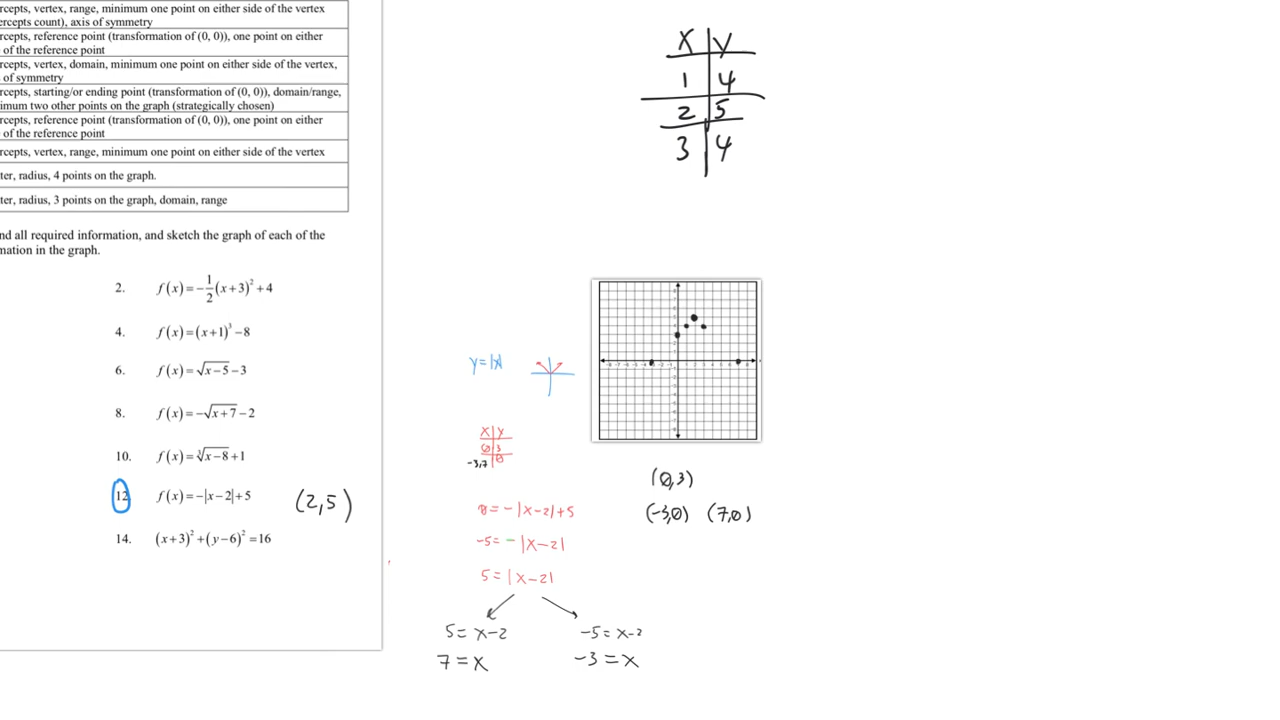 rcepts, vertex, range, minimum one point on either side of the vertex
ercepts count), axis of symmetry
rcepts, reference point (transformation of (0, 0)), one point on either
of the reference point
rcepts, vertex, domain, minimum one point on either side of the vertex,
of symmetry
rcepts, starting/or ending point (transformation of (0, 0)), domain/range,
imum two other points on the graph (strategically chosen)
rcepts, reference point (transformation of (0, 0)), one point on either
of the reference point
rcepts, vertex, range, minimum one point on either side of the vertex
ter, radius, 4 points on the graph.
ter, radius, 3 points on the graph, domain, range
nd all required information, and sketch the graph of each of the
mation in the graph.
2. f(x)=-1/2(x+3)²+4
4. f(x)=(x+1)³-8
6. f(x)=√x-5-3
8. f(x)=-√x+7-2
10. f(x)=∛x-8+1
12 f(x)=-|x-2|+5 (2,5)
14. (x+3)²+(y-6)²=16
X Y
1 4
2 5
3 4
y=|x|
X Y
0 3
-3,7 0
0=-|x-2|+5
-5=-|x-2|
5=|x-2|
5=x-2 -5=x-2
7=x -3=x
(0,3)
(-3,0) (7,0)